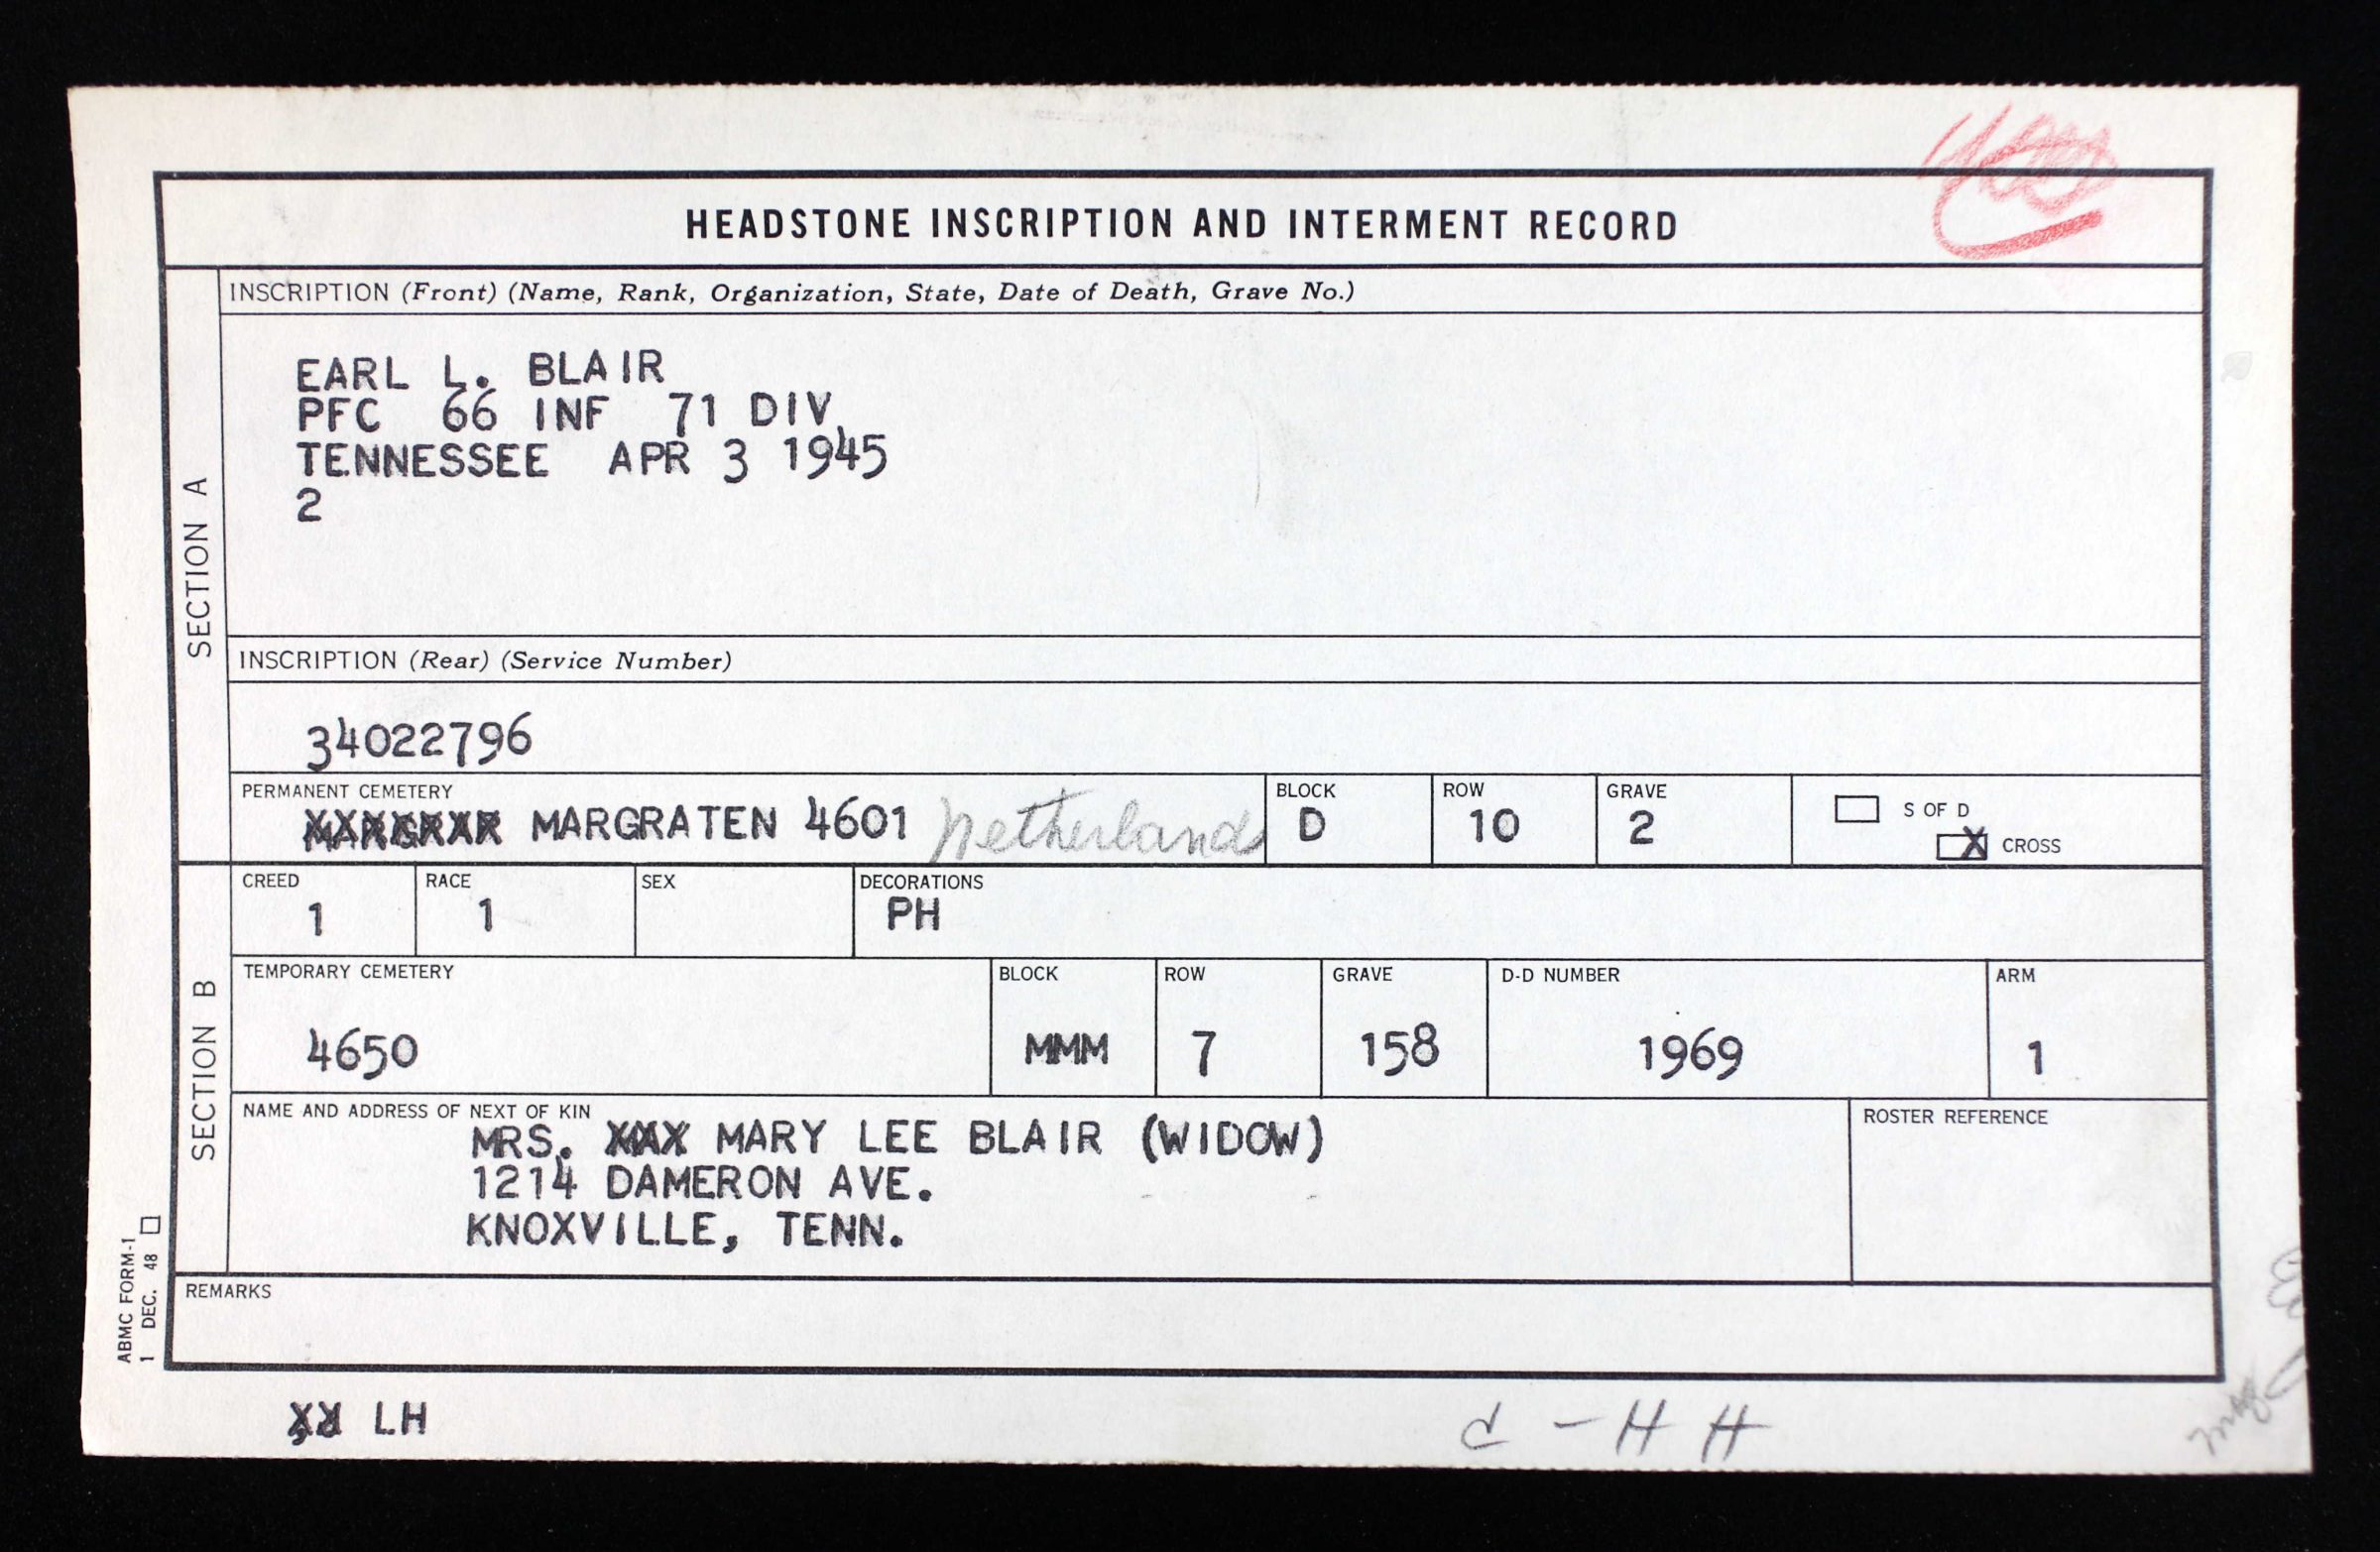 HEADSTONE INSCRIPTION AND INTERMENT RECORD
SECTION A
INSCRIPTION (Front) (Name, Rank, Organization, State, Date of Death, Grave No.)
EARL L. BLAIR
PFC 66 INF 71 DIV
TENNESSEE APR 3 1945
2
INSCRIPTION (Rear) (Service Number)
34022796
PERMANENT CEMETERY
MARGRATEN 4601 Netherlands
BLOCK
D
ROW
10
GRAVE
2
S OF D
X CROSS
SECTION B
CREED
1
RACE
1
SEX
DECORATIONS
PH
TEMPORARY CEMETERY
4650
BLOCK
MMM
ROW
7
GRAVE
158
D-D NUMBER
1969
ARM
1
NAME AND ADDRESS OF NEXT OF KIN
MRS. XXX MARY LEE BLAIR (WIDOW)
1214 DAMERON AVE.
KNOXVILLE, TENN.
ROSTER REFERENCE
REMARKS
ABMC FORM-1
1 DEC. 48
LH